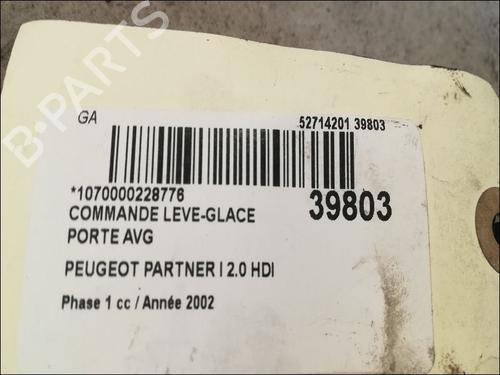 B-PARTS
GA
52714201 39803
*1070000228776
39803
COMMANDE LEVE-GLACE
PORTE AVG
PEUGEOT PARTNER I 2.0 HDI
Phase 1 cc / Année 2002